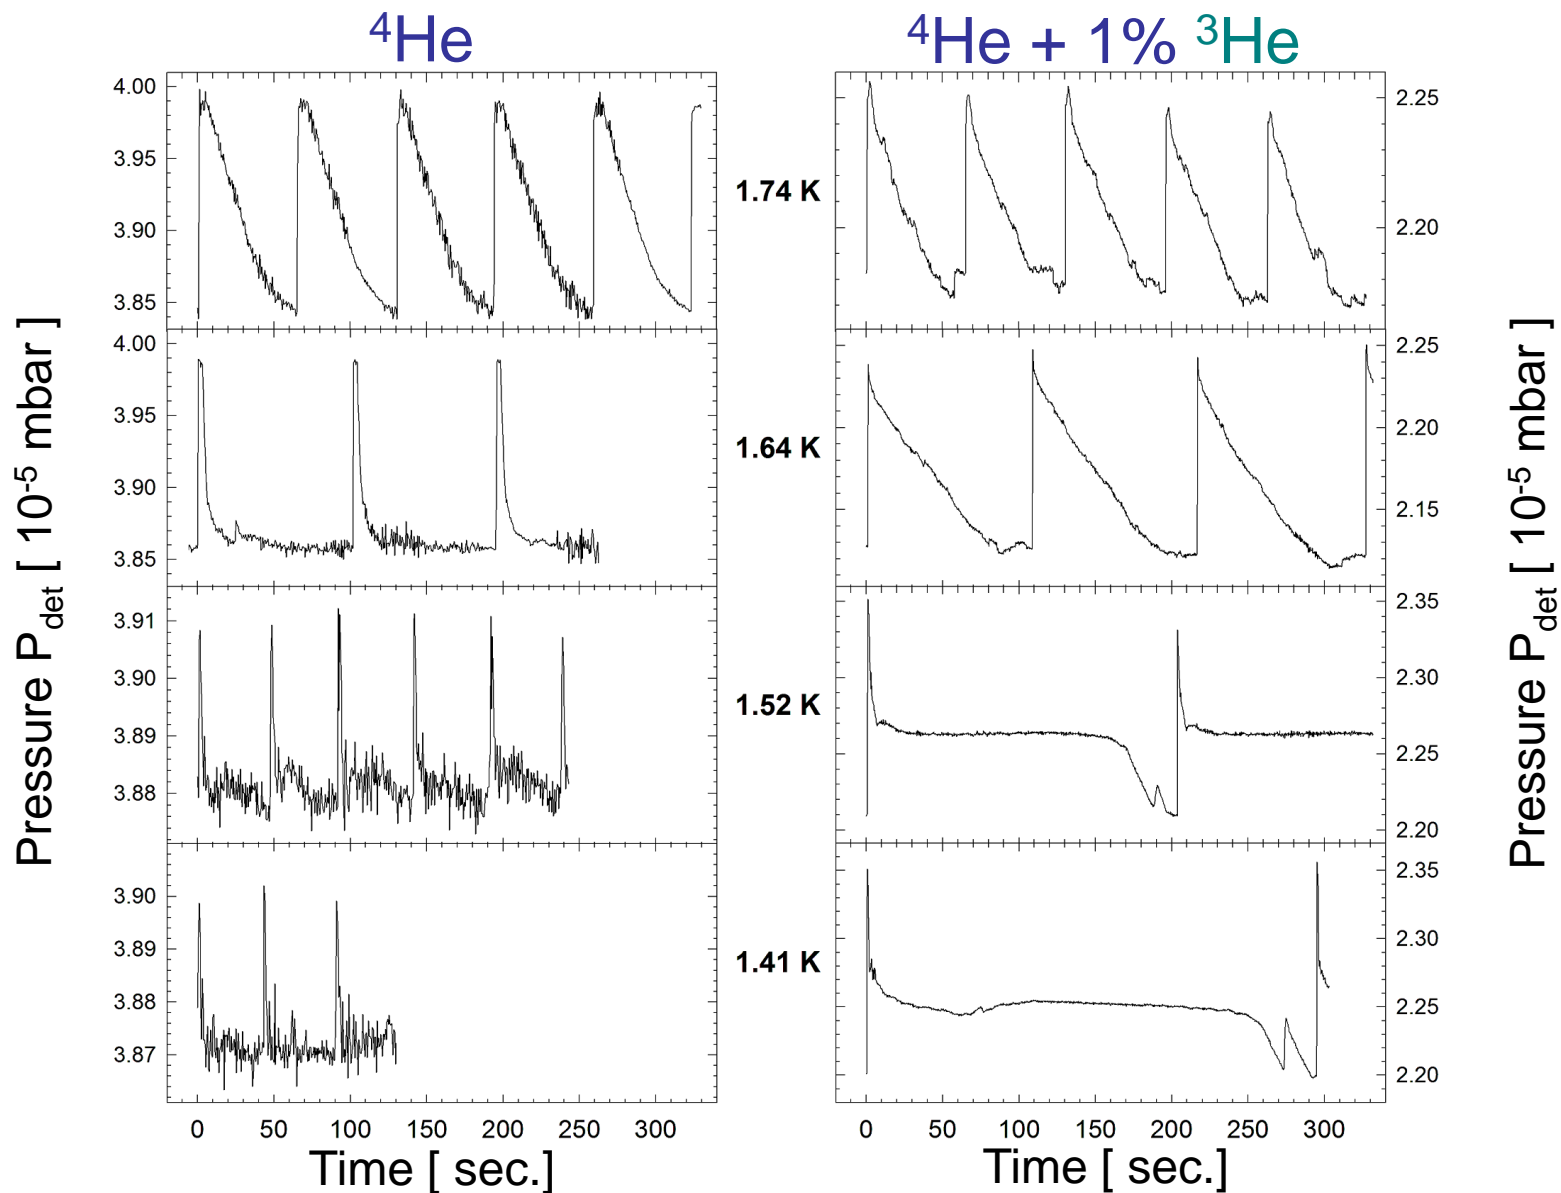 ⁴He
⁴He + 1% ³He
Pressure P_det [ 10⁻⁵ mbar ]
4.00
3.95
3.90
3.85
1.74 K
2.25
2.20
4.00
3.95
3.90
3.85
1.64 K
2.25
2.20
2.15
3.91
3.90
3.89
3.88
1.52 K
2.35
2.30
2.25
2.20
3.90
3.89
3.88
3.87
1.41 K
2.35
2.30
2.25
2.20
Pressure P_det [ 10⁻⁵ mbar ]
0 50 100 150 200 250 300
0 50 100 150 200 250 300
Time [ sec.]
Time [ sec.]